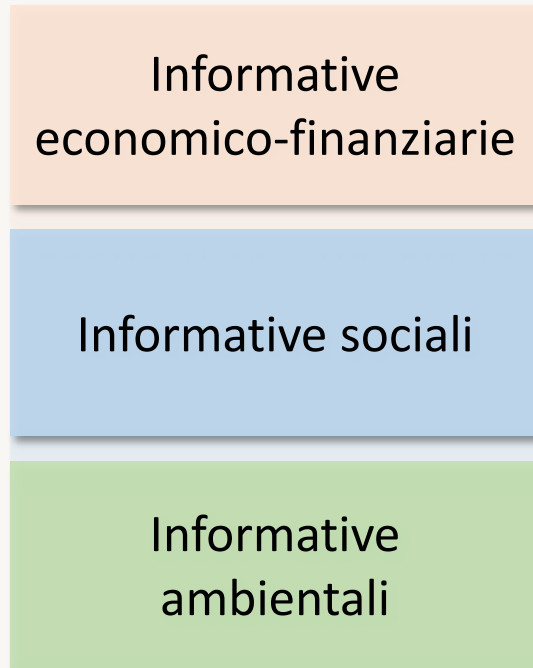 Informative
economico-finanziarie
Informative sociali
Informative
ambientali